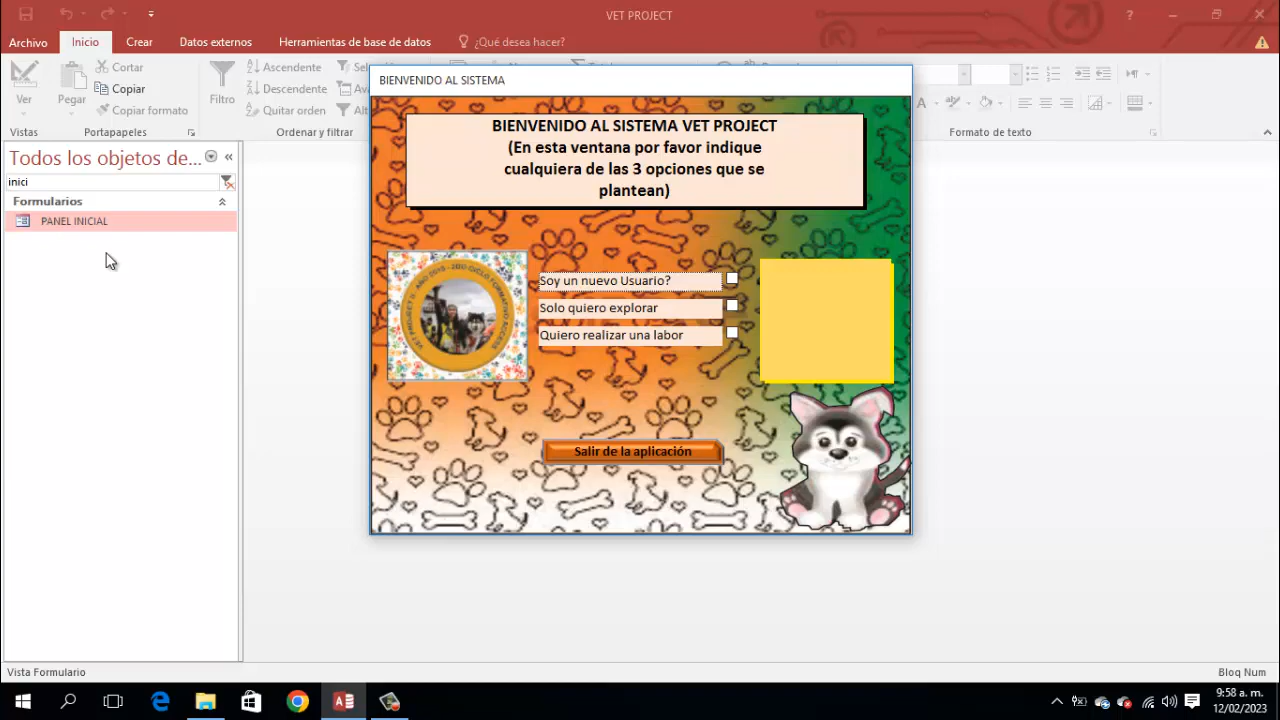 VET PROJECT
Archivo
Inicio
Crear
Datos externos
Herramientas de base de datos
¿Qué desea hacer?
Ver
Pegar
Cortar
Copiar
Copiar formato
Filtro
Ascendente
Descendente
Quitar orden
Vistas
Portapapeles
Ordenar y filtrar
Formato de texto
Todos los objetos de...
inici
Formularios
PANEL INICIAL
BIENVENIDO AL SISTEMA
BIENVENIDO AL SISTEMA VET PROJECT
(En esta ventana por favor indique
cualquiera de las 3 opciones que se
plantean)
Soy un nuevo Usuario?
Solo quiero explorar
Quiero realizar una labor
Salir de la aplicación
Vista Formulario
Bloq Num
9:58 a. m.
12/02/2023